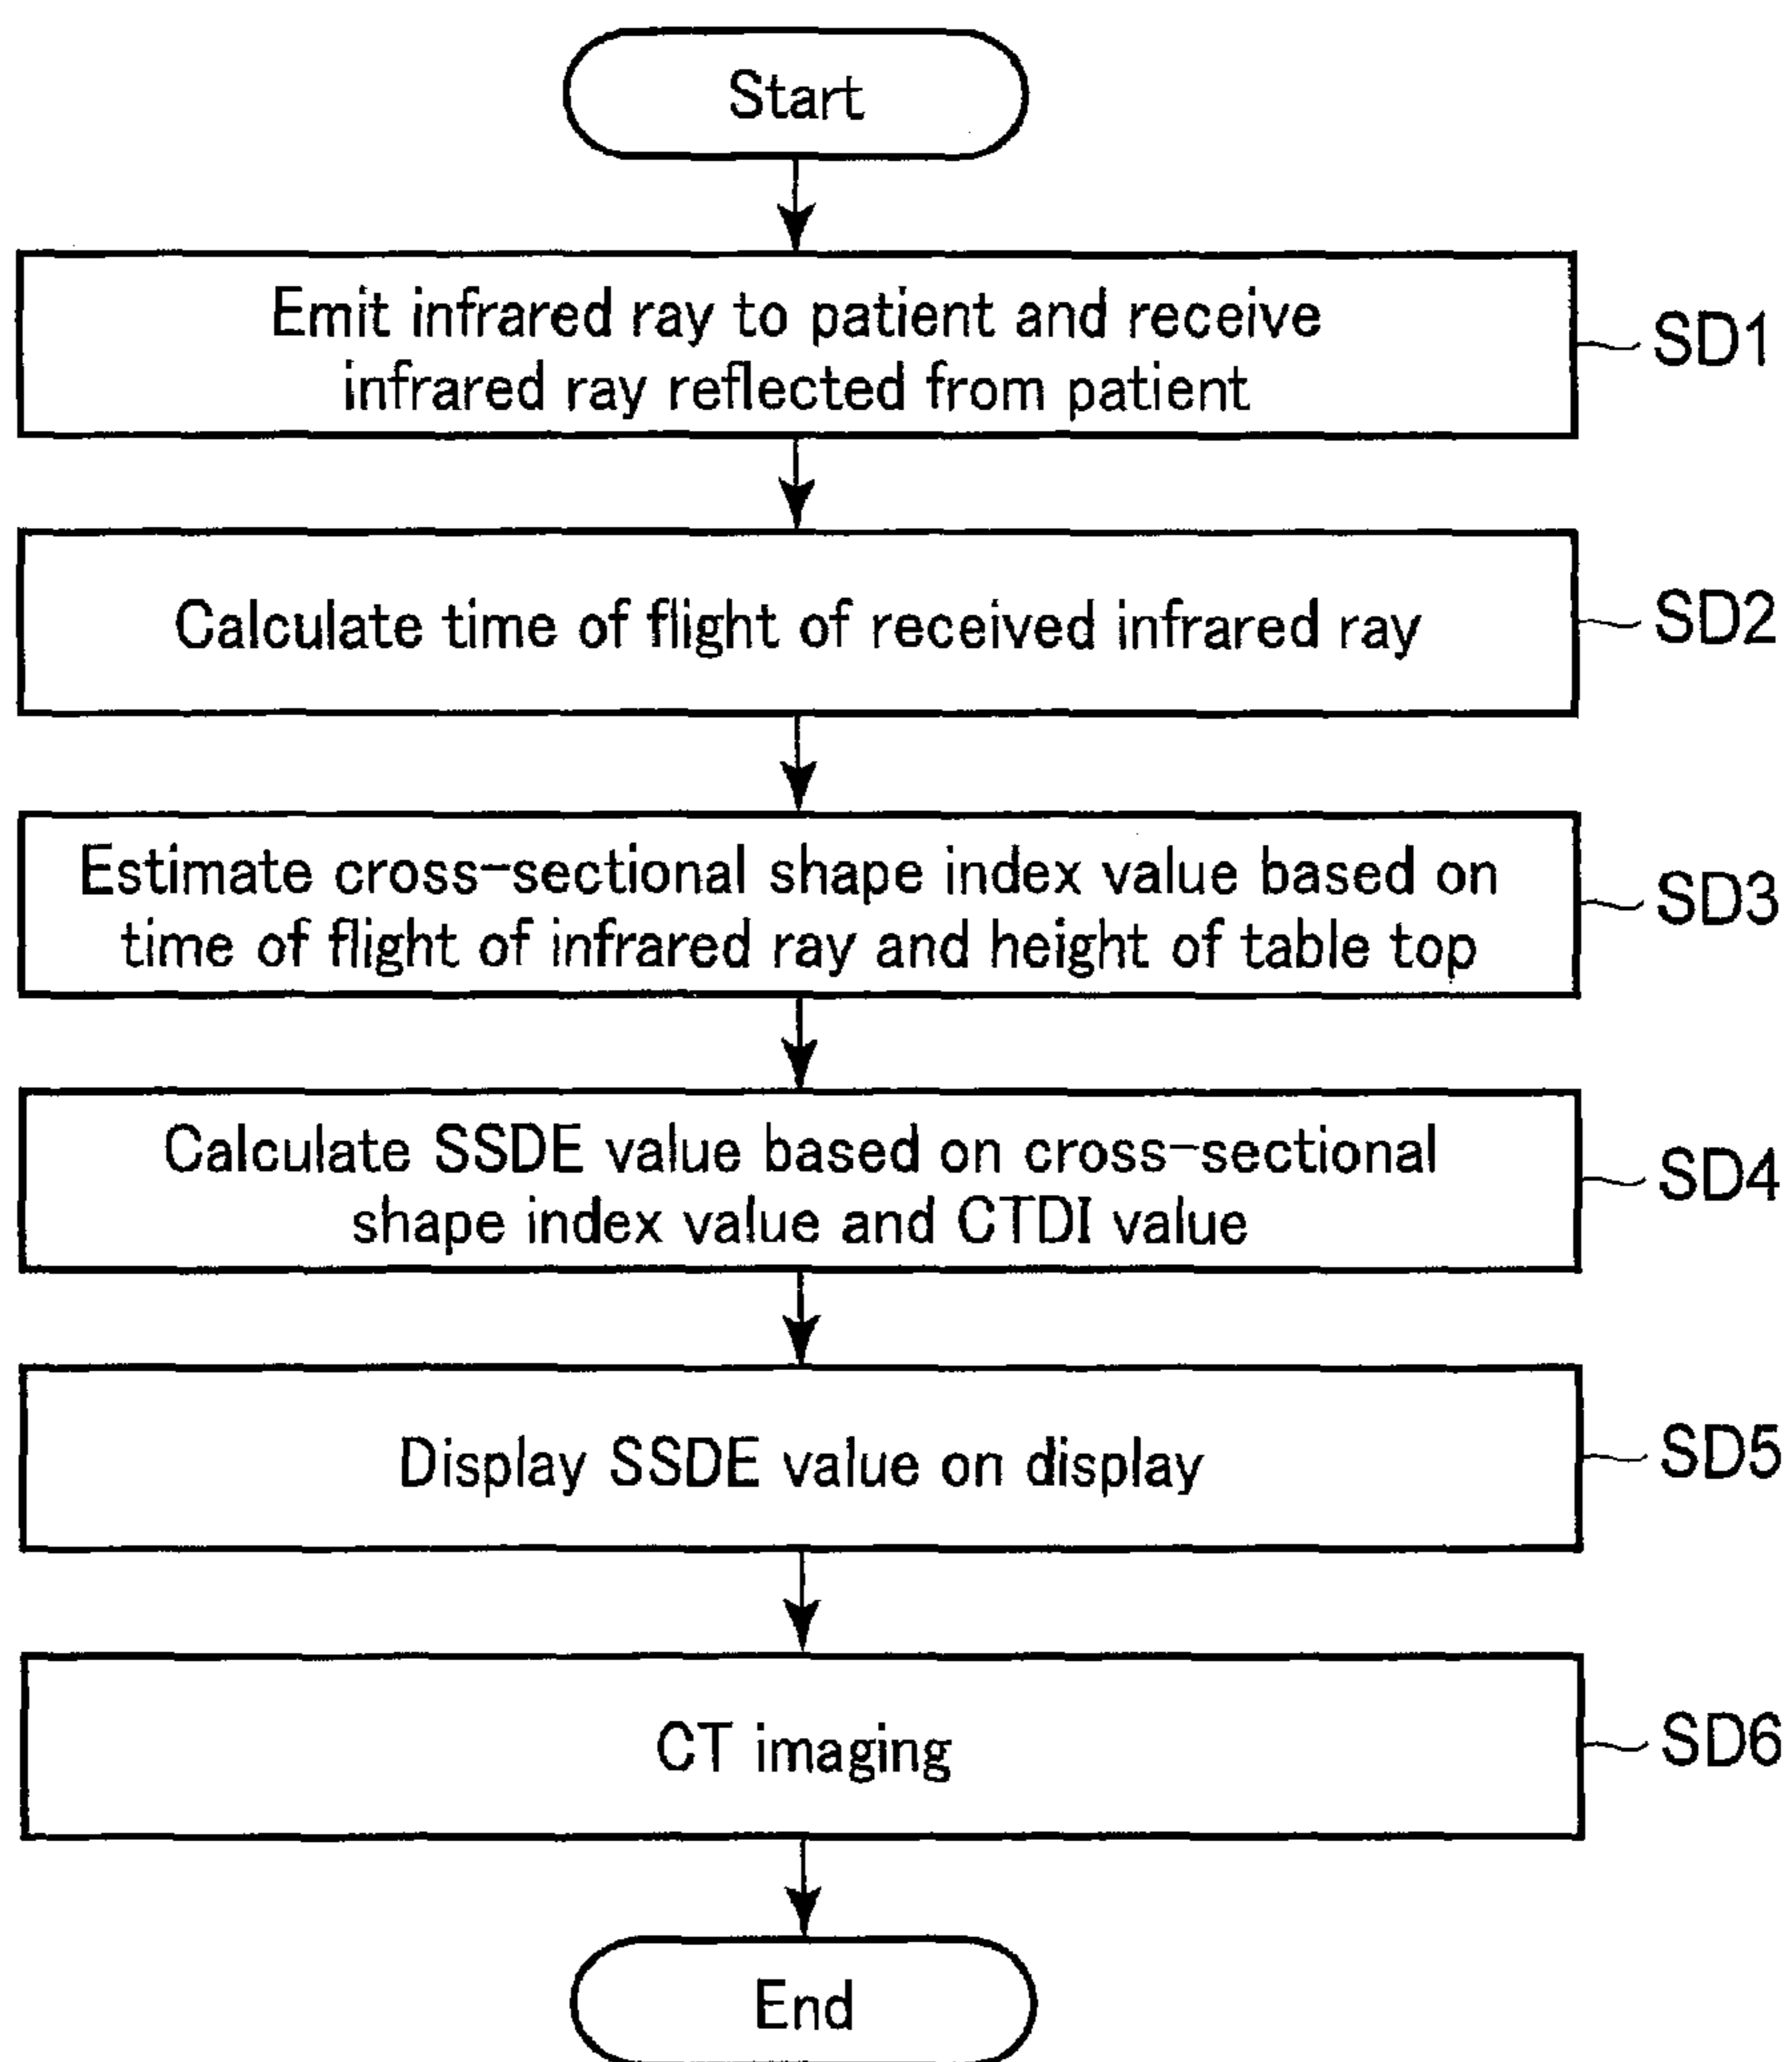 Start
Emit infrared ray to patient and receive
infrared ray reflected from patient
SD1
Calculate time of flight of received infrared ray
SD2
Estimate cross-sectional shape index value based on
time of flight of infrared ray and height of table top
SD3
Calculate SSDE value based on cross-sectional
shape index value and CTDI value
SD4
Display SSDE value on display
SD5
CT imaging
SD6
End